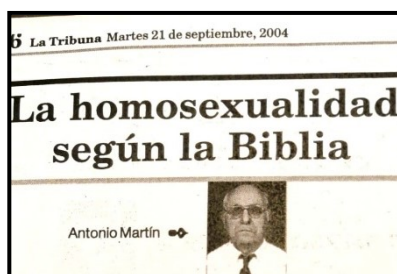 6 La Tribuna Martes 21 de septiembre, 2004
La homosexualidad
según la Biblia
Antonio Martín